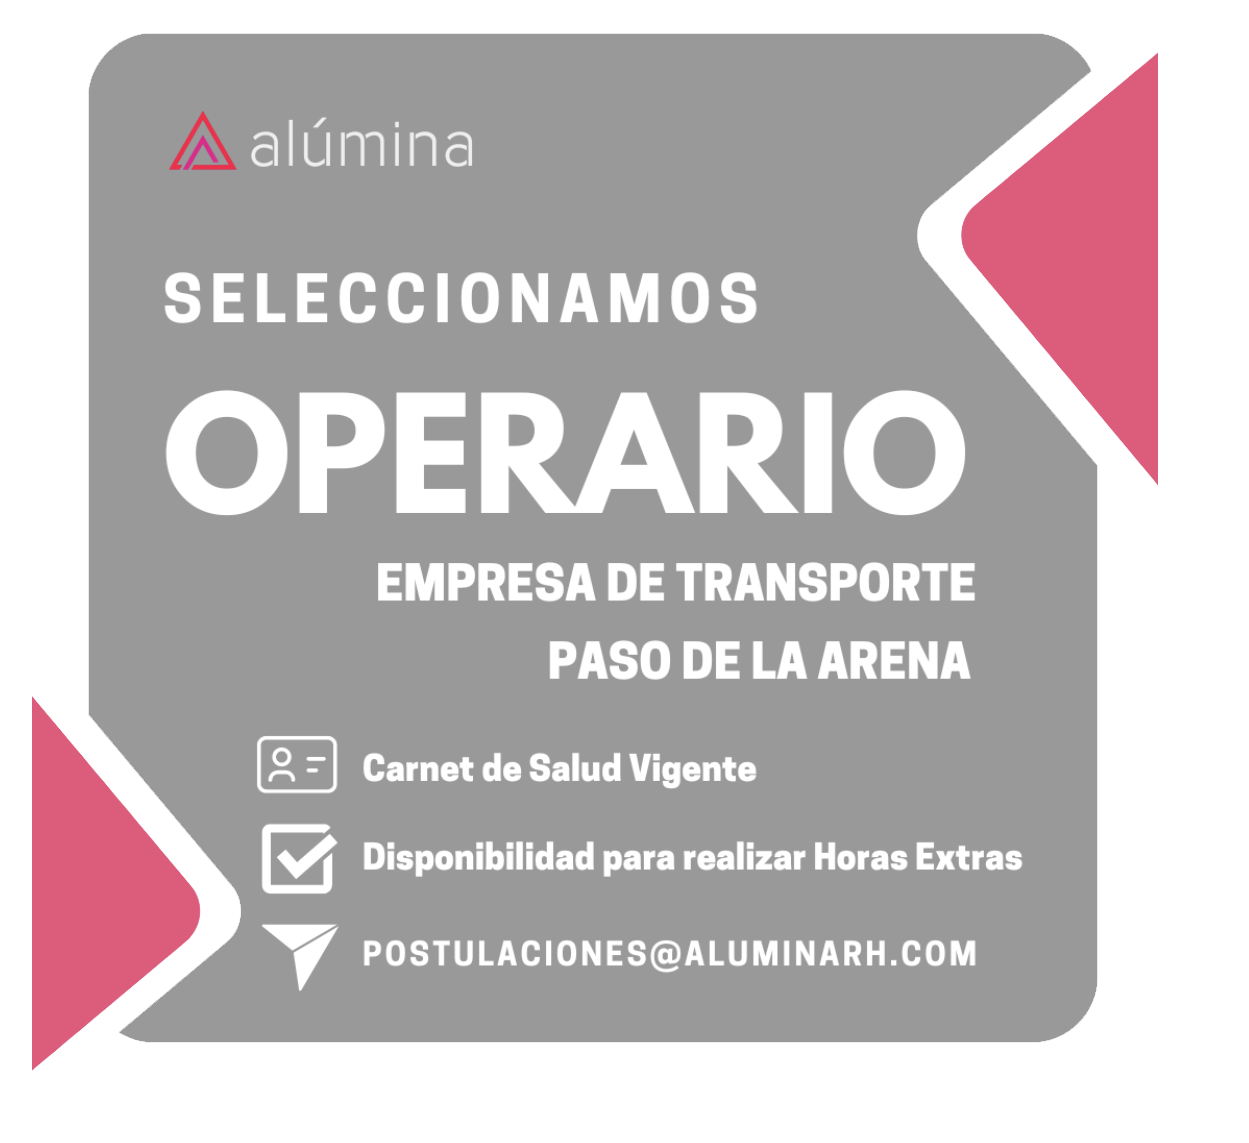 alúmina
SELECCIONAMOS
OPERARIO
EMPRESA DE TRANSPORTE
PASO DE LA ARENA
Carnet de Salud Vigente
Disponibilidad para realizar Horas Extras
POSTULACIONES@ALUMINARH.COM